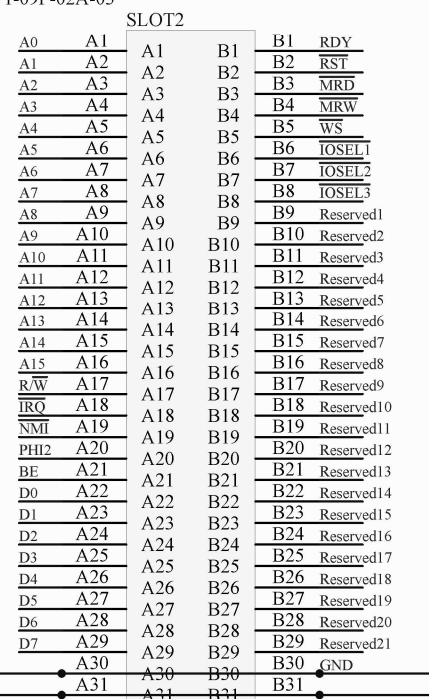 SLOT2
A0 A1 A1 B1 B1 RDY
A1 A2 A2 B2 B2 RST
A2 A3 A3 B3 B3 MRD
A3 A4 A4 B4 B4 MRW
A4 A5 A5 B5 B5 WS
A5 A6 A6 B6 B6 IOSEL1
A6 A7 A7 B7 B7 IOSEL2
A7 A8 A8 B8 B8 IOSEL3
A8 A9 A9 B9 B9 Reserved1
A9 A10 A10 B10 B10 Reserved2
A10 A11 A11 B11 B11 Reserved3
A11 A12 A12 B12 B12 Reserved4
A12 A13 A13 B13 B13 Reserved5
A13 A14 A14 B14 B14 Reserved6
A14 A15 A15 B15 B15 Reserved7
A15 A16 A16 B16 B16 Reserved8
R/W A17 A17 B17 B17 Reserved9
IRQ A18 A18 B18 B18 Reserved10
NMI A19 A19 B19 B19 Reserved11
PHI2 A20 A20 B20 B20 Reserved12
BE A21 A21 B21 B21 Reserved13
D0 A22 A22 B22 B22 Reserved14
D1 A23 A23 B23 B23 Reserved15
D2 A24 A24 B24 B24 Reserved16
D3 A25 A25 B25 B25 Reserved17
D4 A26 A26 B26 B26 Reserved18
D5 A27 A27 B27 B27 Reserved19
D6 A28 A28 B28 B28 Reserved20
D7 A29 A29 B29 B29 Reserved21
A30 A30 B30 B30 GND
A31 A31 B31 B31